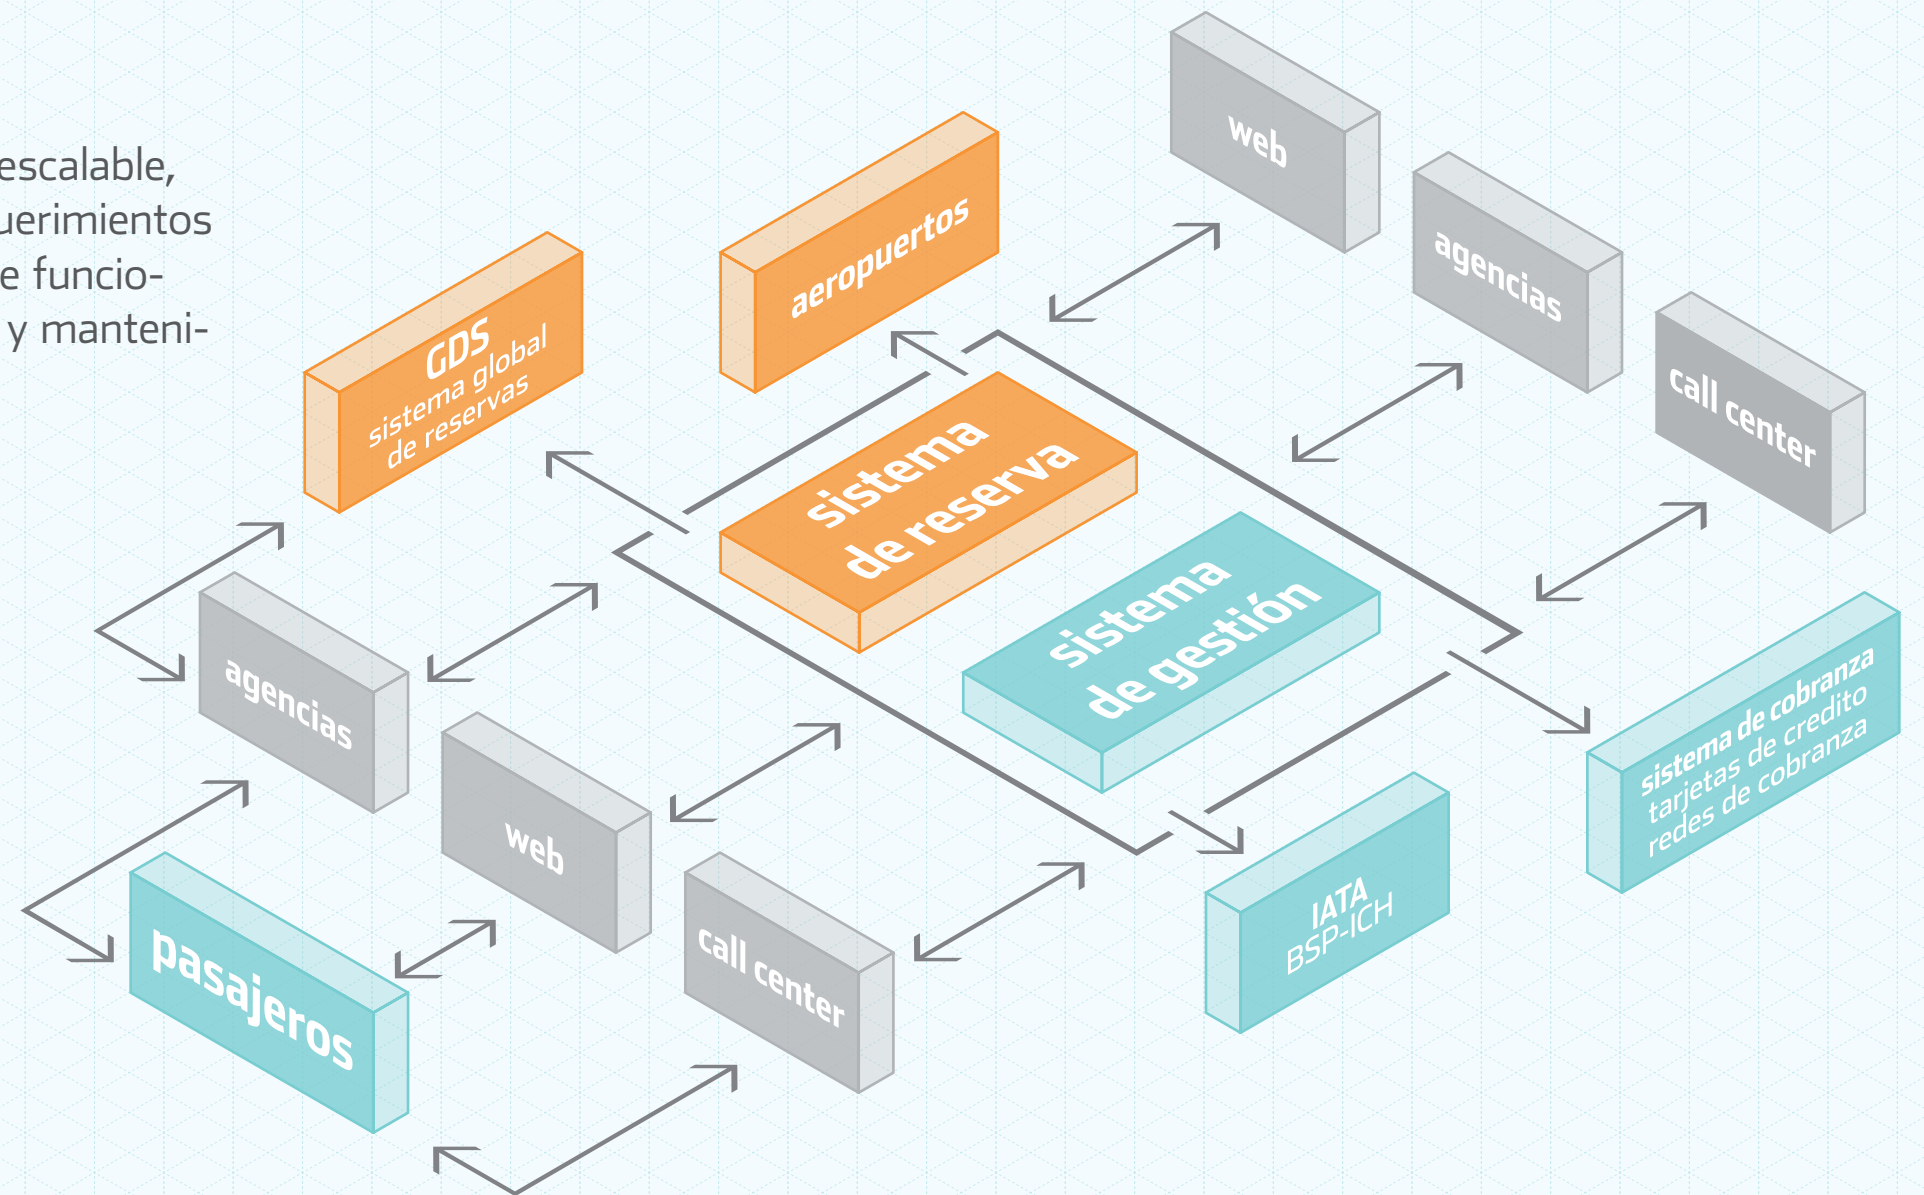 escalable,
uerimientos
e funcio-
y manteni-
web
agencias
call center
aeropuertos
GDS
sistema global
de reservas
sistema
de reserva
sistema
de gestión
sistema de cobranza
tarjetas de credito
redes de cobranza
IATA
BSP-ICH
agencias
web
call center
pasajeros